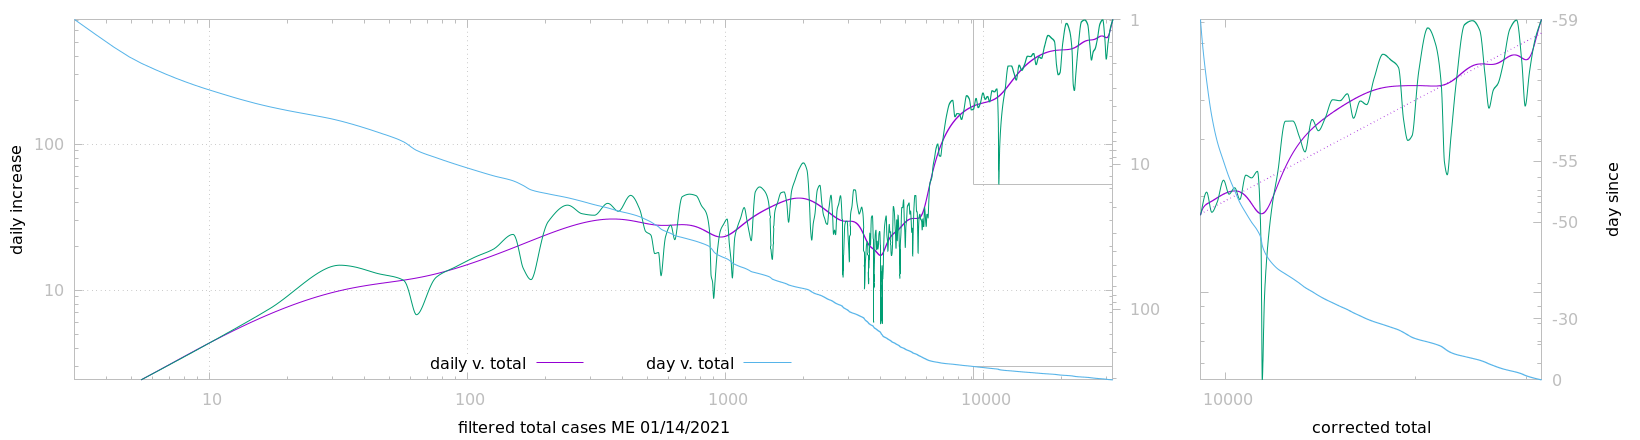 1
-59
100
10
-55
daily increase
-50
day since
10
100
-30
daily v. total
day v. total
0
10
100
1000
10000
10000
filtered total cases ME 01/14/2021
corrected total